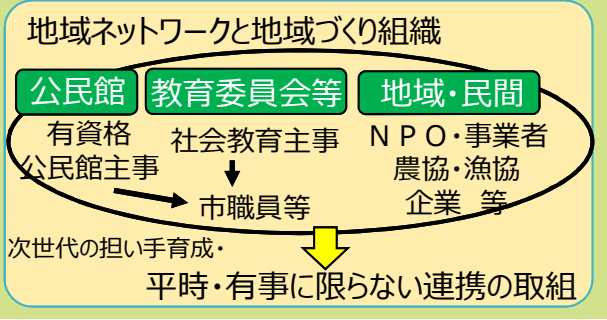 地域ネットワークと地域づくり組織
公民館 教育委員会等 地域・民間
有資格 社会教育主事 ＮＰＯ・事業者
公民館主事 農協・漁協
市職員等 企業 等
次世代の担い手育成・
平時・有事に限らない連携の取組